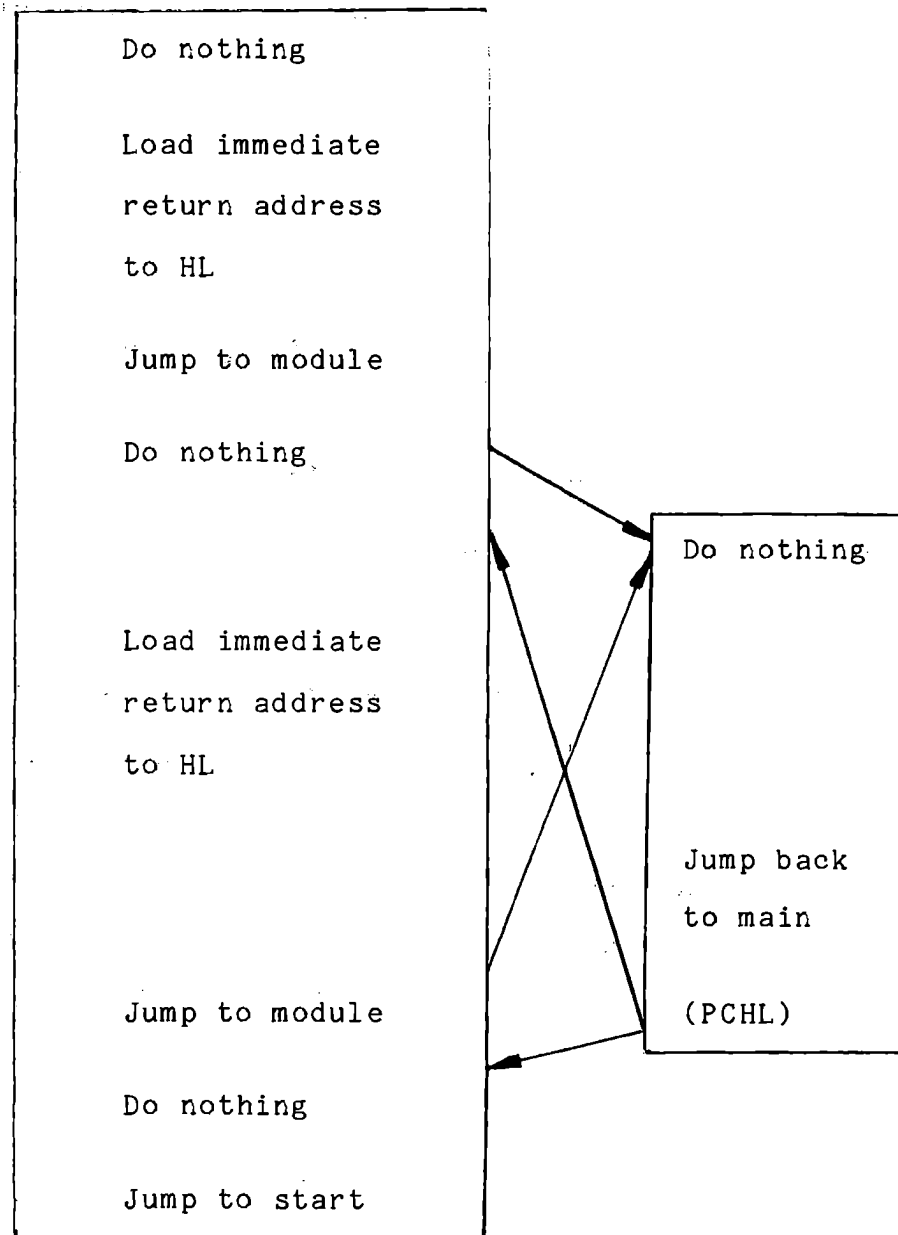 Do nothing
Load immediate
return address
to HL
Jump to module
Do nothing
Load immediate
return address
to HL
Jump to module
Do nothing
Jump to start
Do nothing
Jump back
to main
(PCHL)